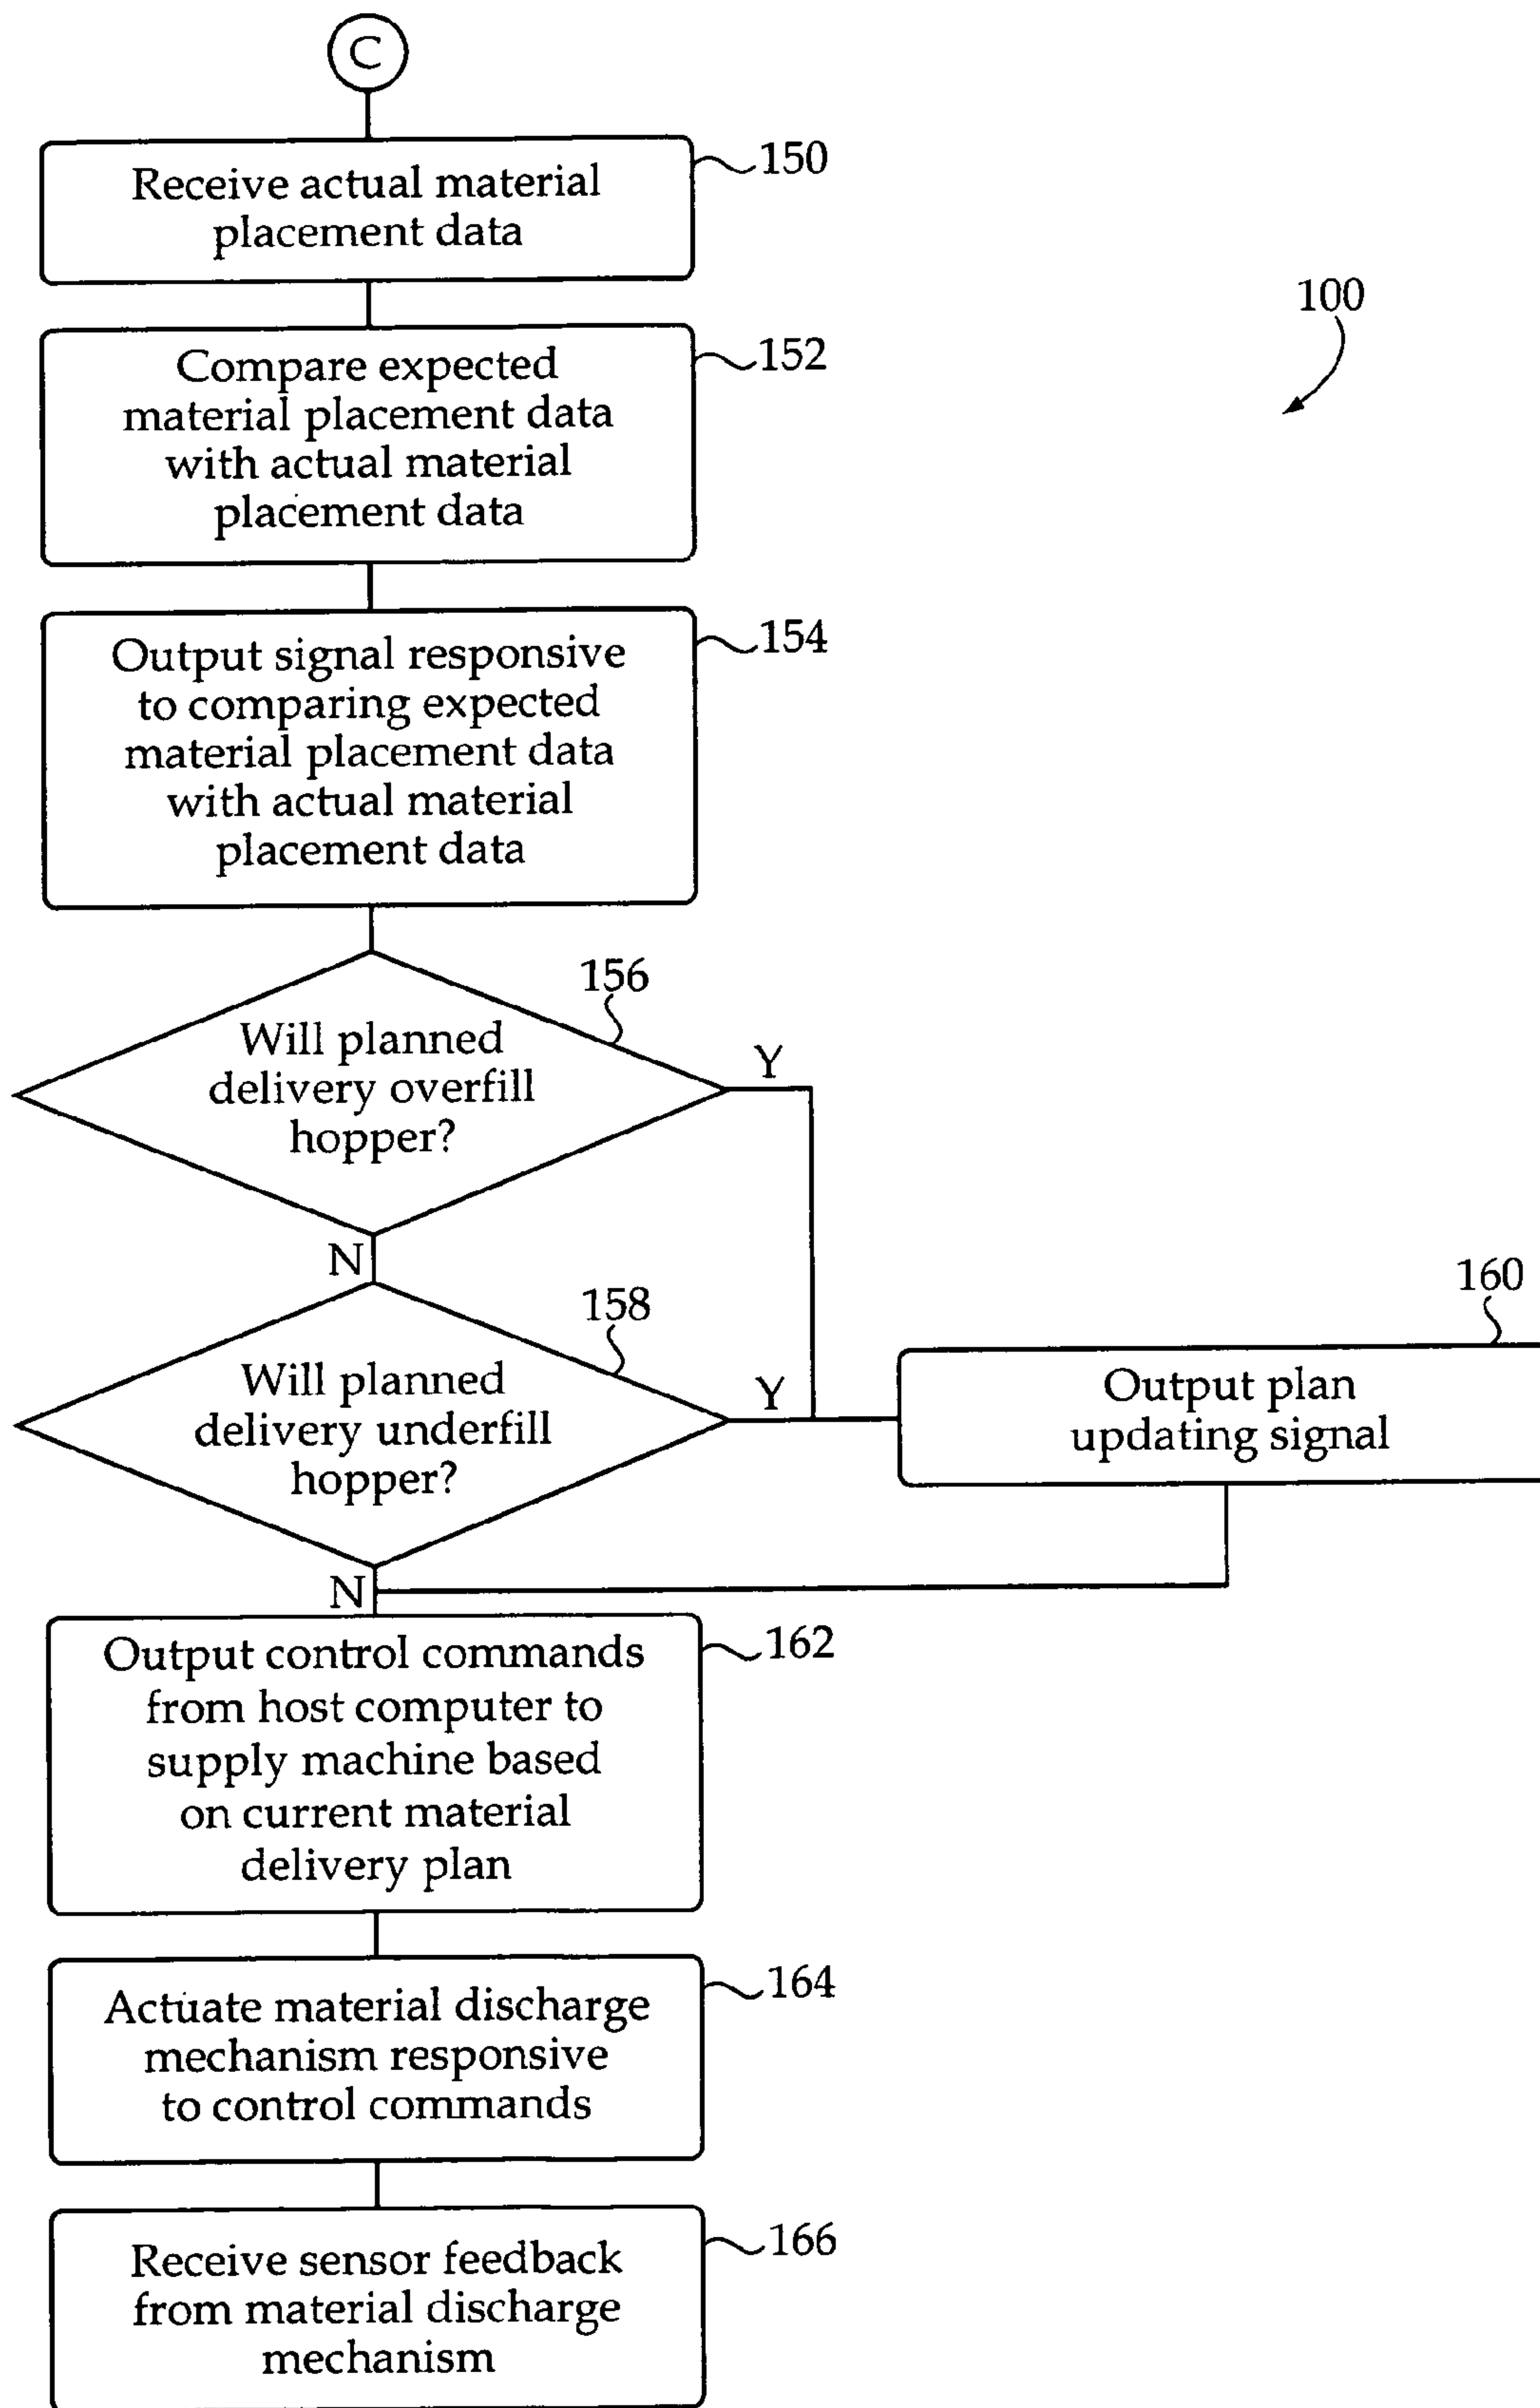 C
Receive actual material
placement data
150
100
Compare expected
material placement data
with actual material
placement data
152
Output signal responsive
to comparing expected
material placement data
with actual material
placement data
154
156
Will planned
delivery overfill
hopper?
Y
N
158
Will planned
delivery underfill
hopper?
Y
160
Output plan
updating signal
N
Output control commands
from host computer to
supply machine based
on current material
delivery plan
162
Actuate material discharge
mechanism responsive
to control commands
164
Receive sensor feedback
from material discharge
mechanism
166